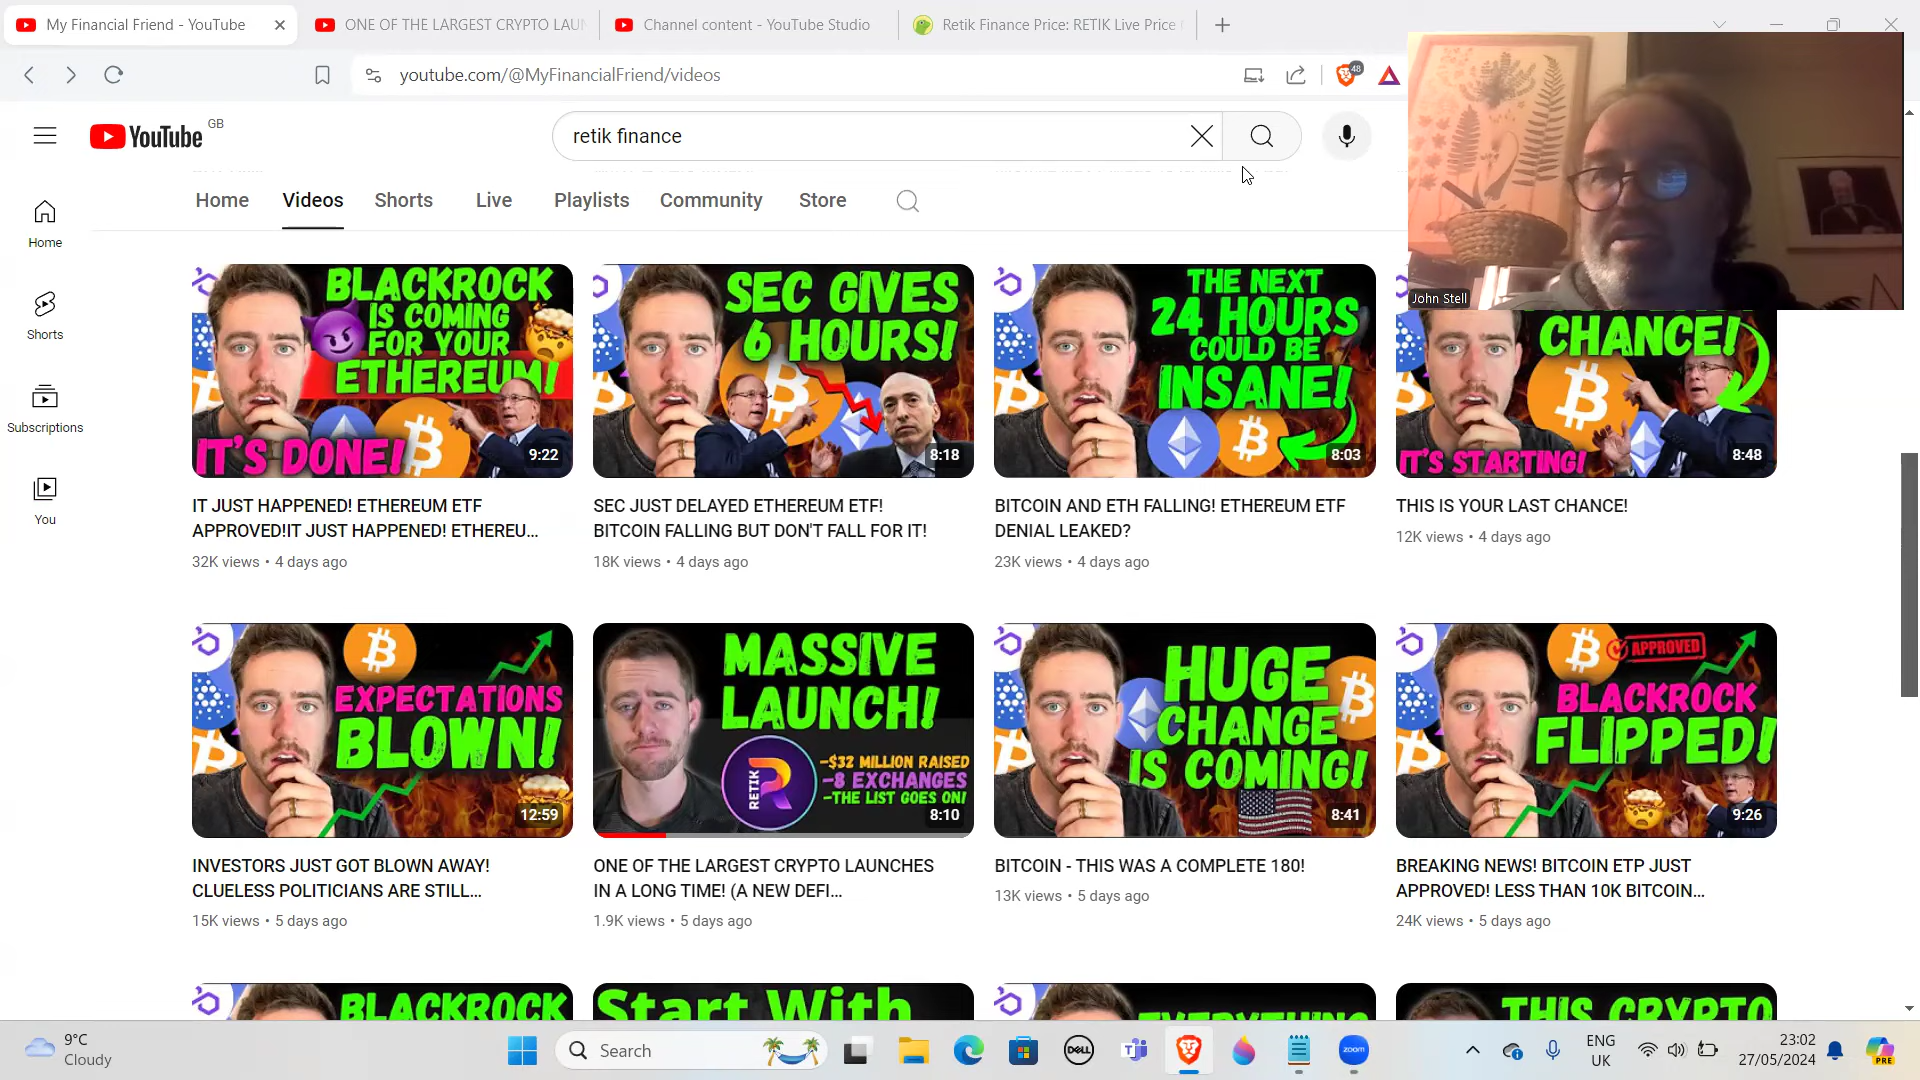 My Financial Friend - YouTube
ONE OF THE LARGEST CRYPTO LAUN
Channel content - YouTube Studio
Retik Finance Price: RETIK Live Price
youtube.com/@MyFinancialFriend/videos
48
YouTube GB
retik finance
Home
Videos
Shorts
Live
Playlists
Community
Store
Home
Shorts
Subscriptions
You
John Stell
BLACKROCK
IS COMING
FOR YOUR
ETHEREUM!
IT'S DONE!
9:22
SEC GIVES
6 HOURS!
8:18
THE NEXT
24 HOURS
COULD BE
INSANE!
8:03
CHANCE!
IT'S STARTING!
8:48
IT JUST HAPPENED! ETHEREUM ETF
APPROVED!IT JUST HAPPENED! ETHEREU...
32K views • 4 days ago
SEC JUST DELAYED ETHEREUM ETF!
BITCOIN FALLING BUT DON'T FALL FOR IT!
18K views • 4 days ago
BITCOIN AND ETH FALLING! ETHEREUM ETF
DENIAL LEAKED?
23K views • 4 days ago
THIS IS YOUR LAST CHANCE!
12K views • 4 days ago
EXPECTATIONS
BLOWN!
12:59
MASSIVE
LAUNCH!
RETIK
-$32 MILLION RAISED
-8 EXCHANGES
-THE LIST GOES ON!
8:10
HUGE
CHANGE
IS COMING!
8:41
APPROVED
BLACKROCK
FLIPPED!
9:26
INVESTORS JUST GOT BLOWN AWAY!
CLUELESS POLITICIANS ARE STILL...
15K views • 5 days ago
ONE OF THE LARGEST CRYPTO LAUNCHES
IN A LONG TIME! (A NEW DEFI...
1.9K views • 5 days ago
BITCOIN - THIS WAS A COMPLETE 180!
13K views • 5 days ago
BREAKING NEWS! BITCOIN ETP JUST
APPROVED! LESS THAN 10K BITCOIN...
24K views • 5 days ago
BLACKROCK
Start With
EVERYTHING
THIS CRYPTO
9°C
Cloudy
Search
DELL
zoom
ENG
UK
23:02
27/05/2024
PRE